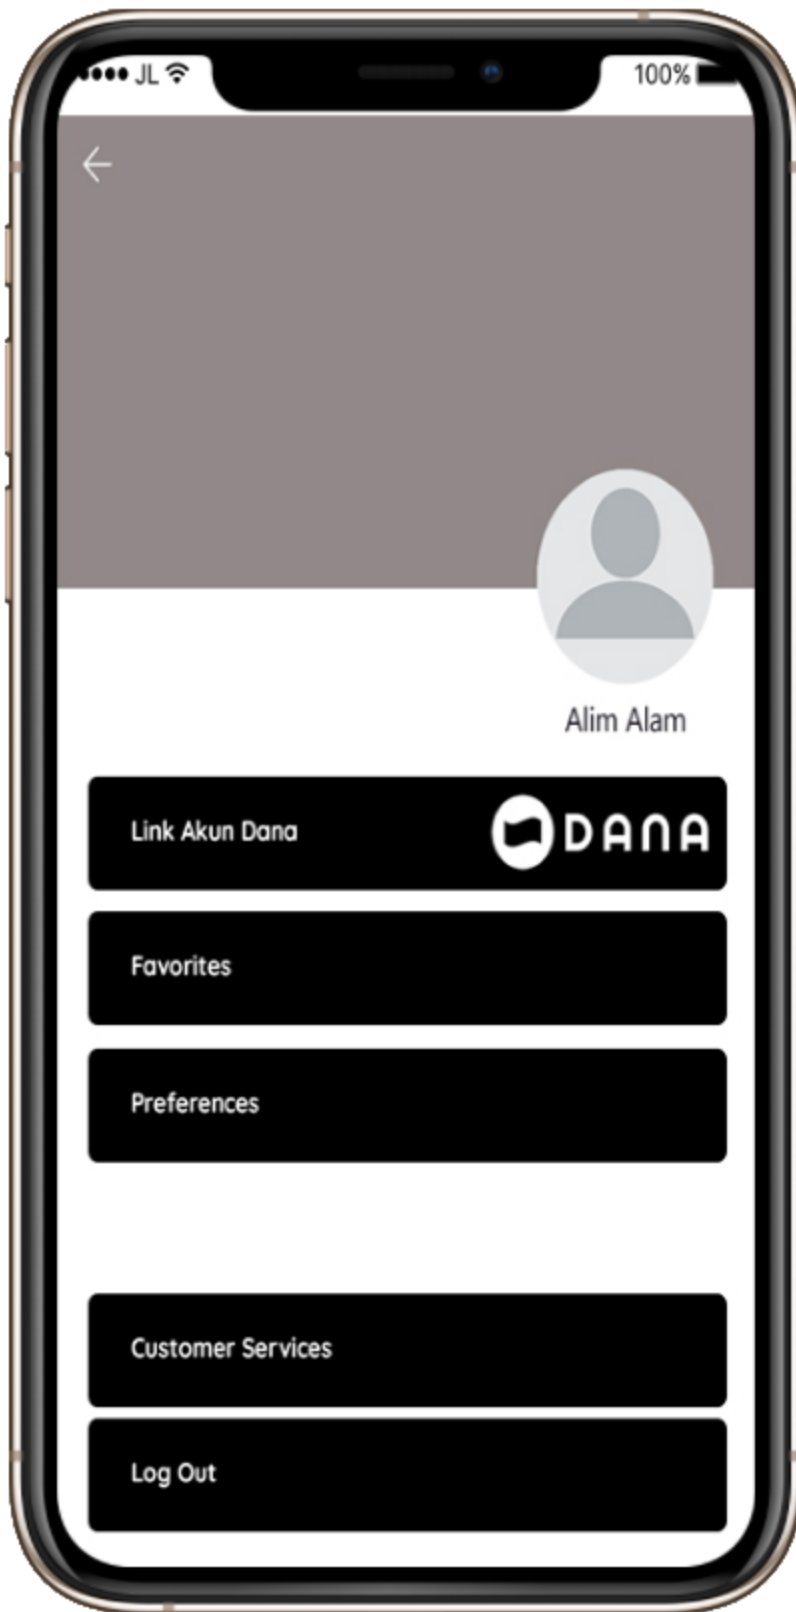 JL
100%
Alim Alam
Link Akun Dana
DANA
Favorites
Preferences
Customer Services
Log Out